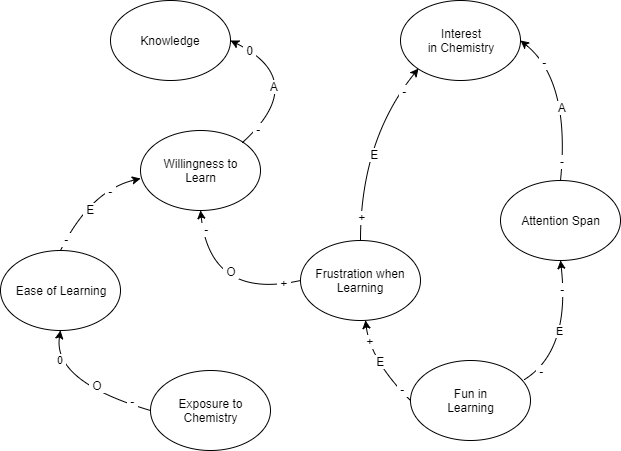 Knowledge
Interest
in Chemistry
0
-
A
A
-
-
E
Willingness to
Learn
-
-
E
+
Attention Span
-
-
O
+
Frustration when
Learning
-
Ease of Learning
0
+
E
E
-
-
O
-
Exposure to
Chemistry
Fun in
Learning